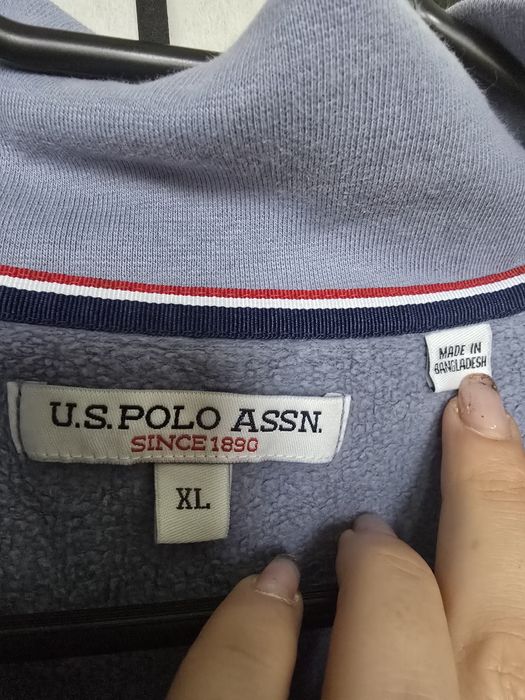 MADE IN
BANGLADESH
U.S. POLO ASSN.
SINCE 1890
XL